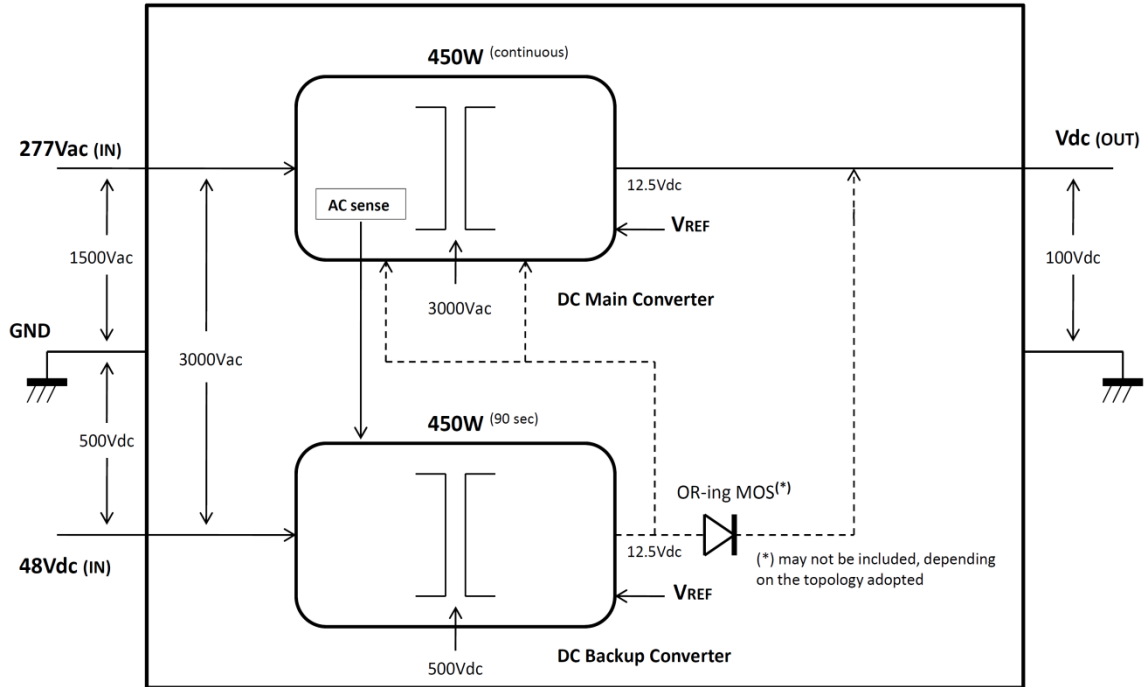 450W (continuous)
277Vac (IN)
Vdc (OUT)
12.5Vdc
AC sense
VREF
1500Vac
100Vdc
3000Vac
DC Main Converter
GND
3000Vac
450W (90 sec)
500Vdc
OR-ing MOS(*)
12.5Vdc
48Vdc (IN)
(*) may not be included, depending
on the topology adopted
VREF
500Vdc
DC Backup Converter